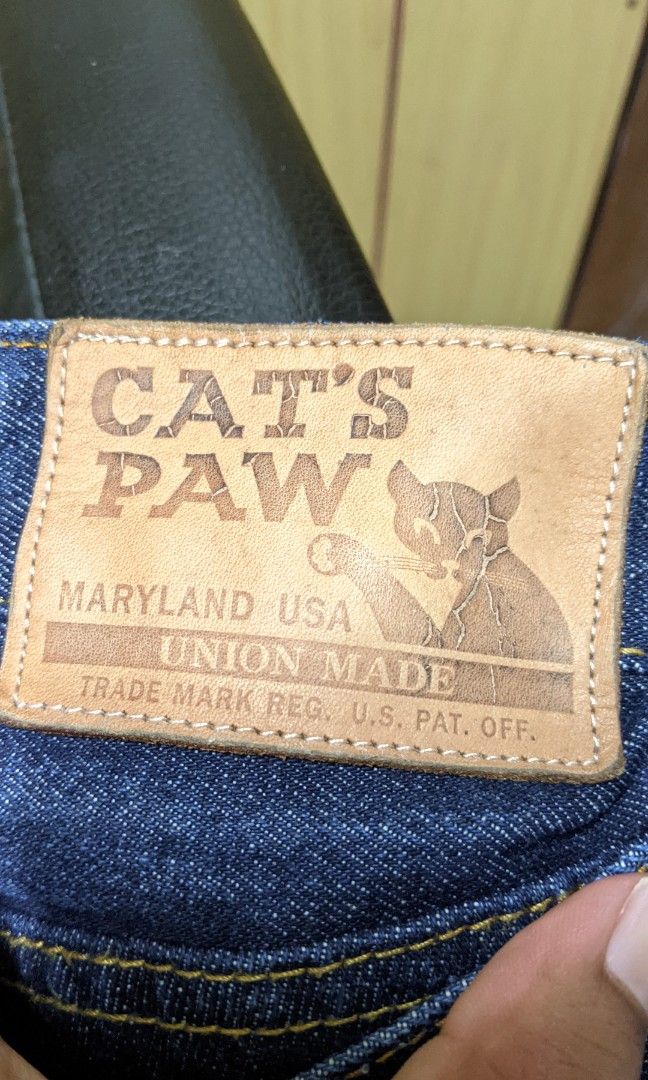 CAT'S
PAW
MARYLAND USA
UNION MADE
TRADE MARK REG. U.S. PAT. OFF.